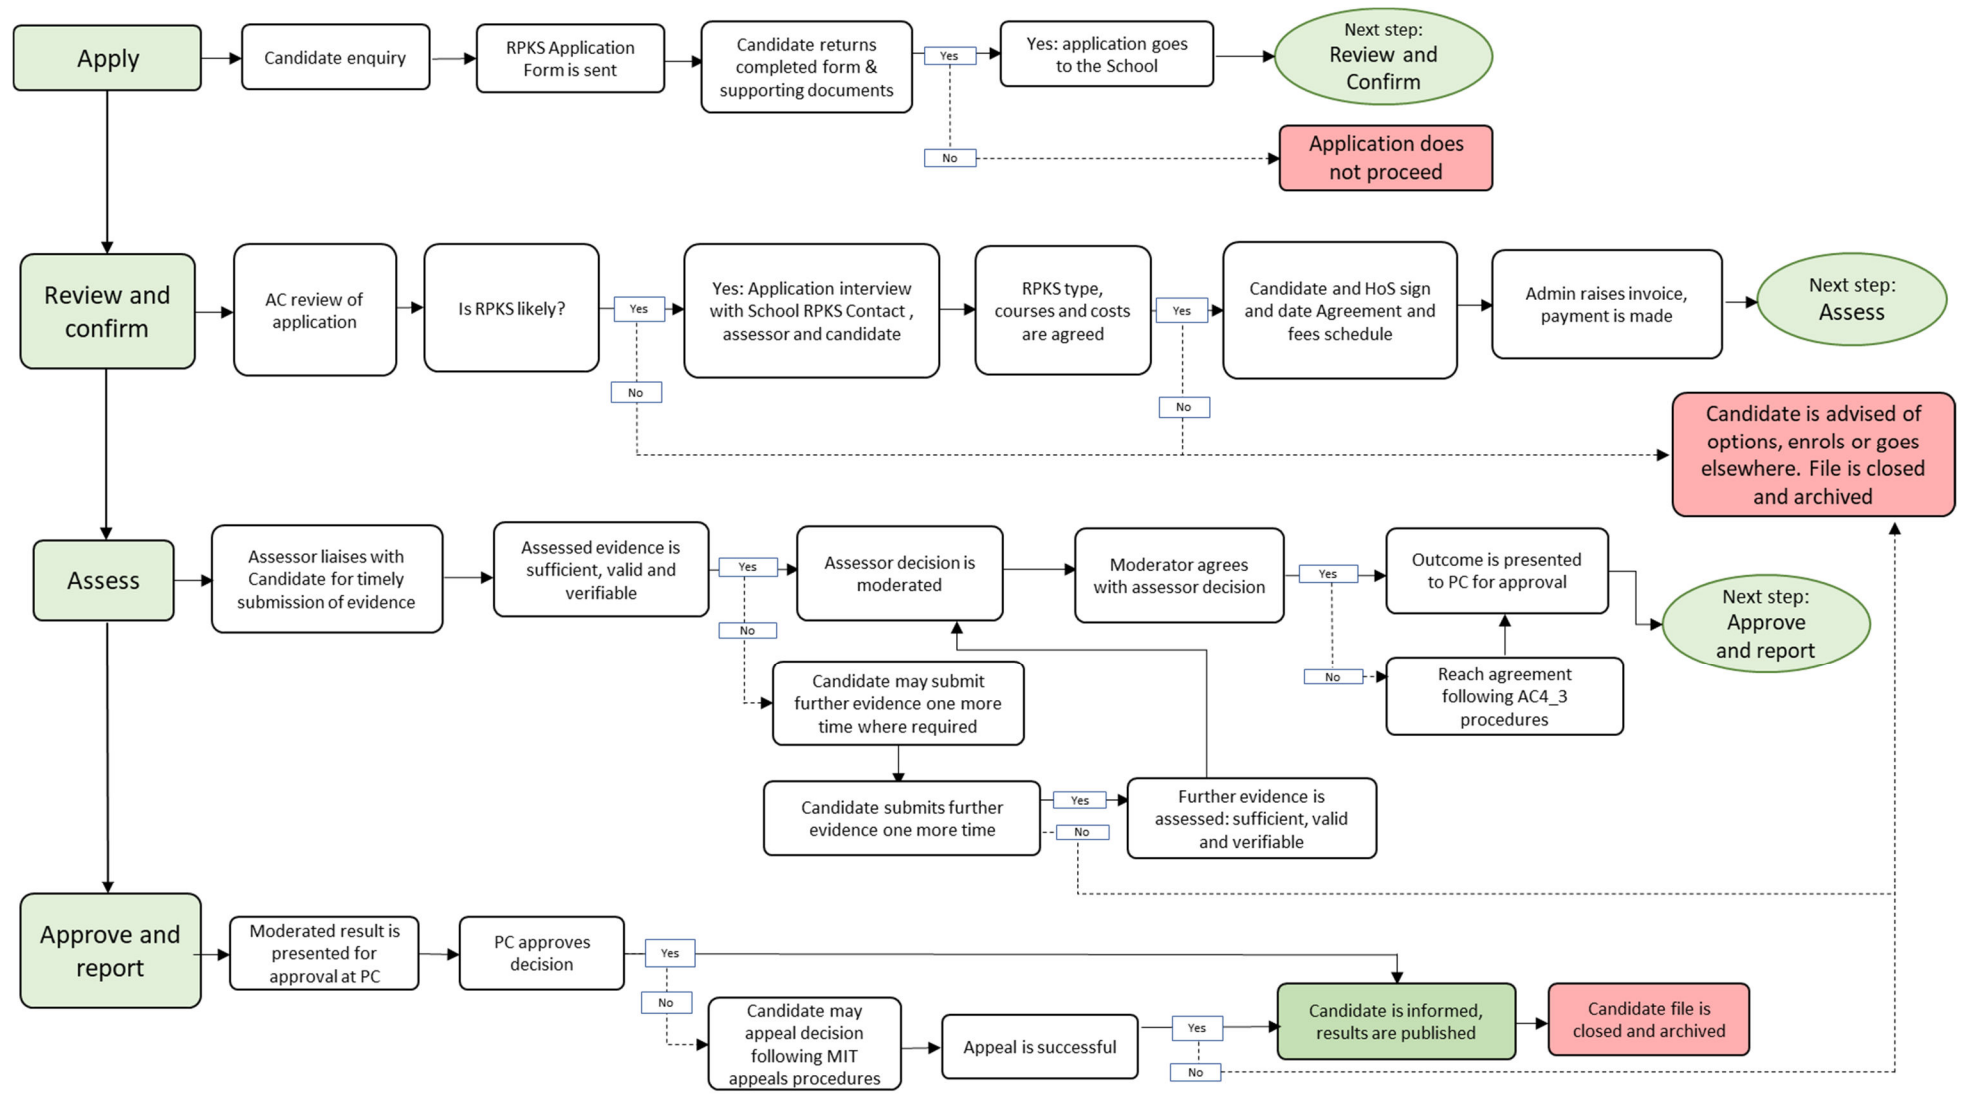 Apply
Candidate enquiry
RPKS Application
Form is sent
Candidate returns
completed form &
supporting documents
Yes
Yes: application goes
to the School
Next step:
Review and
Confirm
No
Application does
not proceed
Review and
confirm
AC review of
application
Is RPKS likely?
Yes
Yes: Application interview
with School RPKS Contact ,
assessor and candidate
RPKS type,
courses and costs
are agreed
Yes
Candidate and HoS sign
and date Agreement and
fees schedule
Admin raises invoice,
payment is made
Next step:
Assess
No
No
Candidate is advised of
options, enrols or goes
elsewhere. File is closed
and archived
Assess
Assessor liaises with
Candidate for timely
submission of evidence
Assessed evidence is
sufficient, valid and
verifiable
Yes
Assessor decision is
moderated
Moderator agrees
with assessor decision
Yes
Outcome is presented
to PC for approval
Next step:
Approve
and report
No
Candidate may submit
further evidence one more
time where required
No
Reach agreement
following AC4_3
procedures
Candidate submits further
evidence one more time
Yes
No
Further evidence is
assessed: sufficient, valid
and verifiable
Approve and
report
Moderated result is
presented for
approval at PC
PC approves
decision
Yes
No
Candidate may
appeal decision
following MIT
appeals procedures
Appeal is successful
Yes
No
Candidate is informed,
results are published
Candidate file is
closed and archived